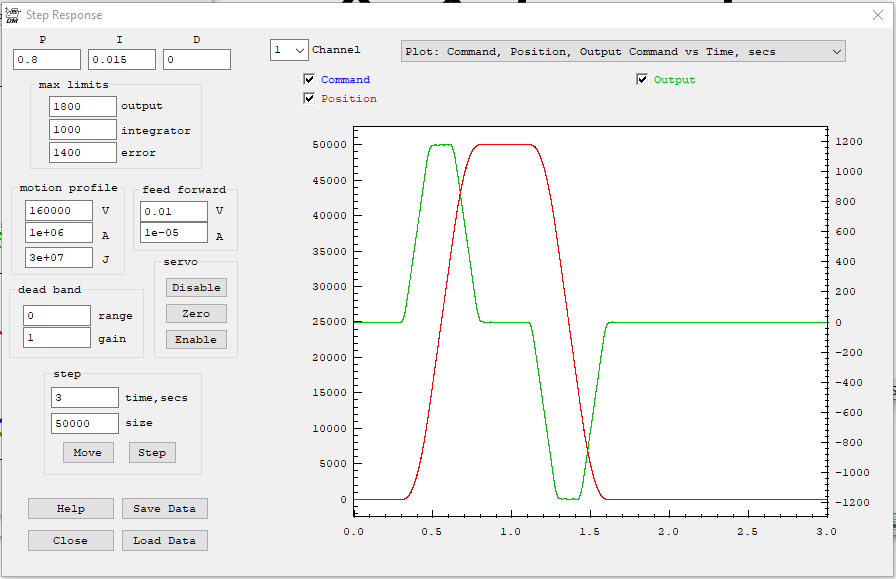 DM Step Response
P I D
0.8 0.015 0
max limits
1800 output
1000 integrator
1400 error
motion profile
160000 V
1e+06 A
3e+07 J
feed forward
0.01 V
1e-05 A
servo
Disable
Zero
Enable
dead band
0 range
1 gain
step
3 time,secs
50000 size
Move Step
Help Save Data
Close Load Data
1 Channel
Plot: Command, Position, Output Command vs Time, secs
Command
Position
Output
50000
45000
40000
35000
30000
25000
20000
15000
10000
5000
0
1200
1000
800
600
400
200
0
-200
-400
-600
-800
-1000
-1200
0.0 0.5 1.0 1.5 2.0 2.5 3.0